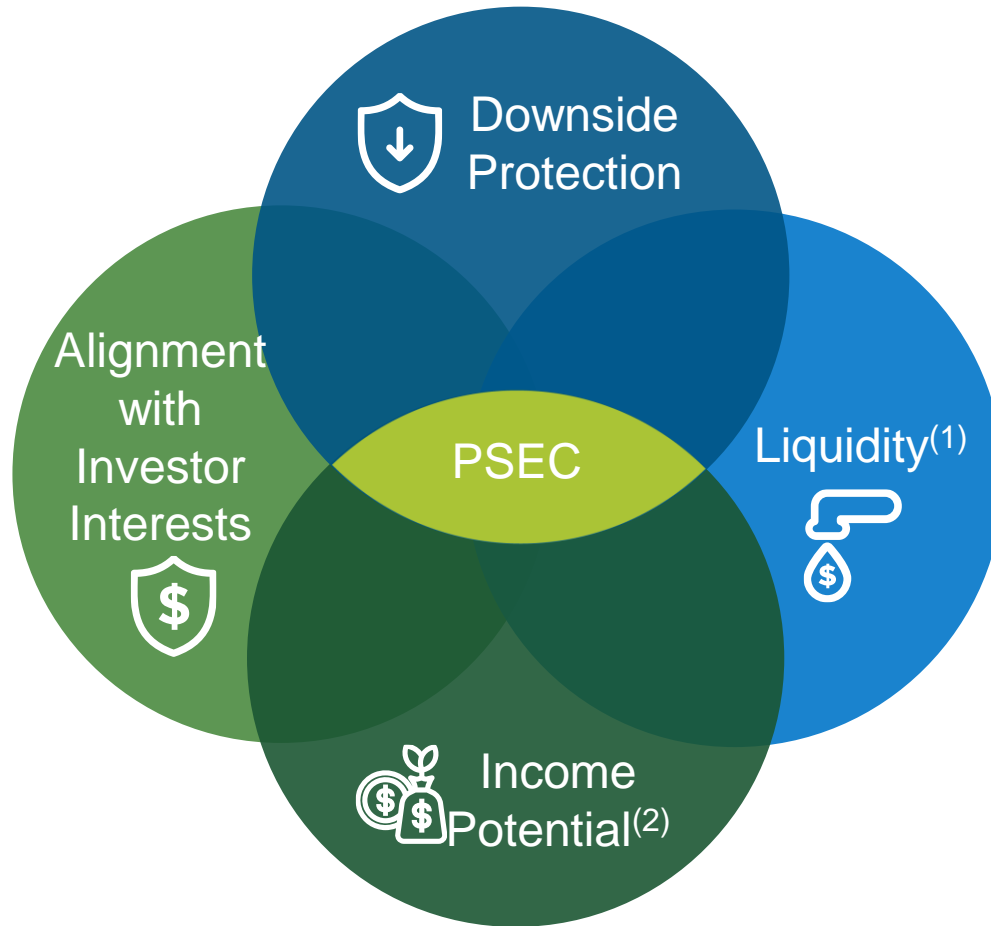 Downside
Protection
Alignment
with
Investor
Interests
$
PSEC
Liquidity(1)
$
$
$
Income
Potential(2)